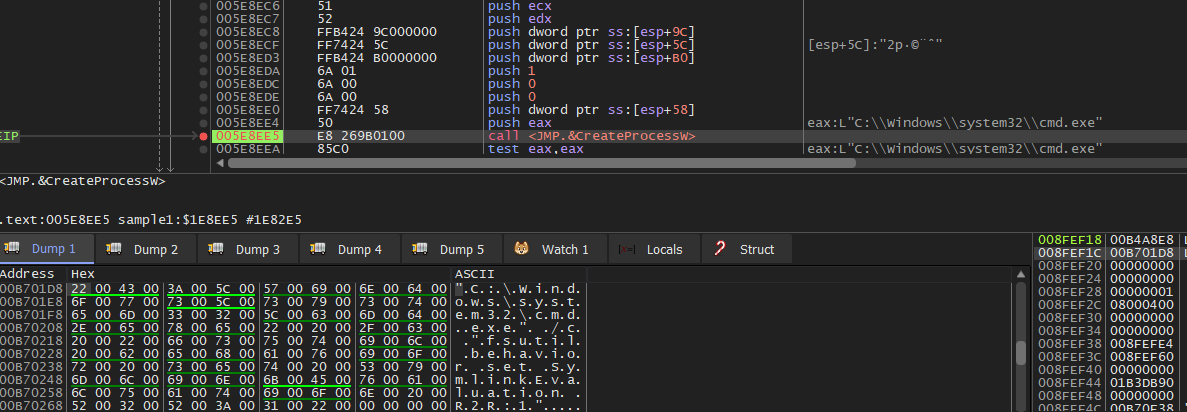 005E8EC6 51 push ecx
005E8EC7 52 push edx
005E8EC8 FFB424 9C000000 push dword ptr ss:[esp+9C]
005E8ECF FF7424 5C push dword ptr ss:[esp+5C] [esp+5C]:"2p·©¨ˆ"
005E8ED3 FFB424 B0000000 push dword ptr ss:[esp+B0]
005E8EDA 6A 01 push 1
005E8EDC 6A 00 push 0
005E8EDE 6A 00 push 0
005E8EE0 FF7424 58 push dword ptr ss:[esp+58]
005E8EE4 50 push eax eax:L"C:\\Windows\\system32\\cmd.exe"
EIP 005E8EE5 E8 269B0100 call <JMP.&CreateProcessW>
005E8EEA 85C0 test eax,eax eax:L"C:\\Windows\\system32\\cmd.exe"
<JMP.&CreateProcessW>
.text:005E8EE5 sample1:$1E8EE5 #1E82E5
Dump 1 Dump 2 Dump 3 Dump 4 Dump 5 Watch 1 Locals Struct
Address Hex ASCII
00B701D8 22 00 43 00 3A 00 5C 00 57 00 69 00 6E 00 64 00 ".C.:.\.W.i.n.d.
00B701E8 6F 00 77 00 73 00 5C 00 73 00 79 00 73 00 74 00 o.w.s.\.s.y.s.t.
00B701F8 65 00 6D 00 33 00 32 00 5C 00 63 00 6D 00 64 00 e.m.3.2.\.c.m.d.
00B70208 2E 00 65 00 78 00 65 00 22 00 20 00 2F 00 63 00 ..e.x.e.". ./.c.
00B70218 20 00 22 00 66 00 73 00 75 00 74 00 69 00 6C 00 .".f.s.u.t.i.l.
00B70228 20 00 62 00 65 00 68 00 61 00 76 00 69 00 6F 00 .b.e.h.a.v.i.o.
00B70238 72 00 20 00 73 00 65 00 74 00 20 00 53 00 79 00 r. .s.e.t. .S.y.
00B70248 6D 00 6C 00 69 00 6E 00 6B 00 45 00 76 00 61 00 m.l.i.n.k.E.v.a.
00B70258 6C 00 75 00 61 00 74 00 69 00 6F 00 6E 00 20 00 l.u.a.t.i.o.n. .
00B70268 52 00 32 00 52 00 3A 00 31 00 22 00 00 00 00 00 R.2.R.:.1.".....
008FEF18 00B4A8E8
008FEF1C 00B701D8
008FEF20 00000000
008FEF24 00000000
008FEF28 00000001
008FEF2C 08000400
008FEF30 00000000
008FEF34 00000000
008FEF38 008FEFE4
008FEF3C 008FEF60
008FEF40 00000000
008FEF44 01B3DB90
008FEF48 00000000
008FEF4C 00B70E38